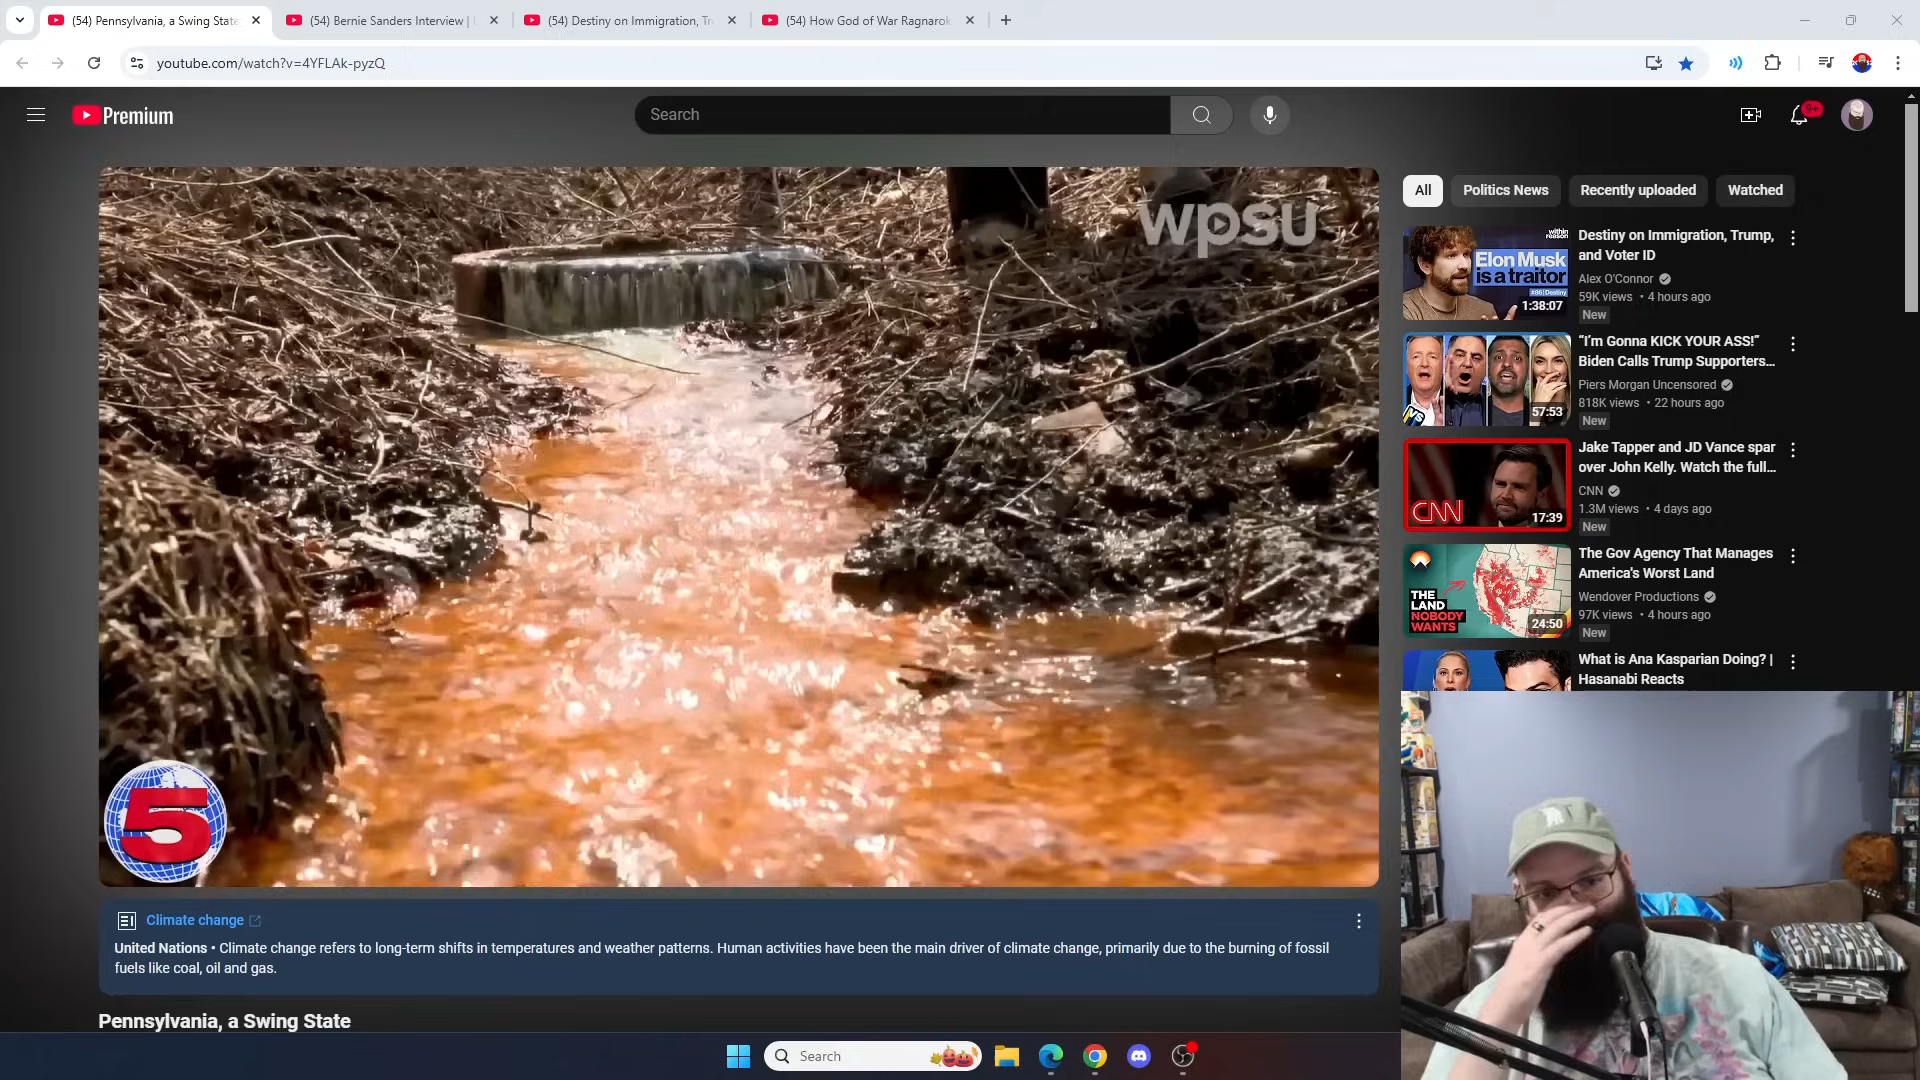 (54) Pennsylvania, a Swing State
(54) Bernie Sanders Interview |
(54) Destiny on Immigration, Tr
(54) How God of War Ragnarok
youtube.com/watch?v=4YFLAk-pyzQ
Premium
Search
9+
wpsu
5
All
Politics News
Recently uploaded
Watched
within reason
Elon Musk
is a traitor
#86|Destiny
1:38:07
Destiny on Immigration, Trump,
and Voter ID
Alex O'Connor
59K views • 4 hours ago
New
57:53
“I’m Gonna KICK YOUR ASS!”
Biden Calls Trump Supporters...
Piers Morgan Uncensored
818K views • 22 hours ago
New
CNN
17:39
Jake Tapper and JD Vance spar
over John Kelly. Watch the full...
CNN
1.3M views • 4 days ago
New
THE
LAND
NOBODY
WANTS
24:50
The Gov Agency That Manages
America's Worst Land
Wendover Productions
97K views • 4 hours ago
New
What is Ana Kasparian Doing? |
Hasanabi Reacts
Climate change
United Nations • Climate change refers to long-term shifts in temperatures and weather patterns. Human activities have been the main driver of climate change, primarily due to the burning of fossil
fuels like coal, oil and gas.
Pennsylvania, a Swing State
Search